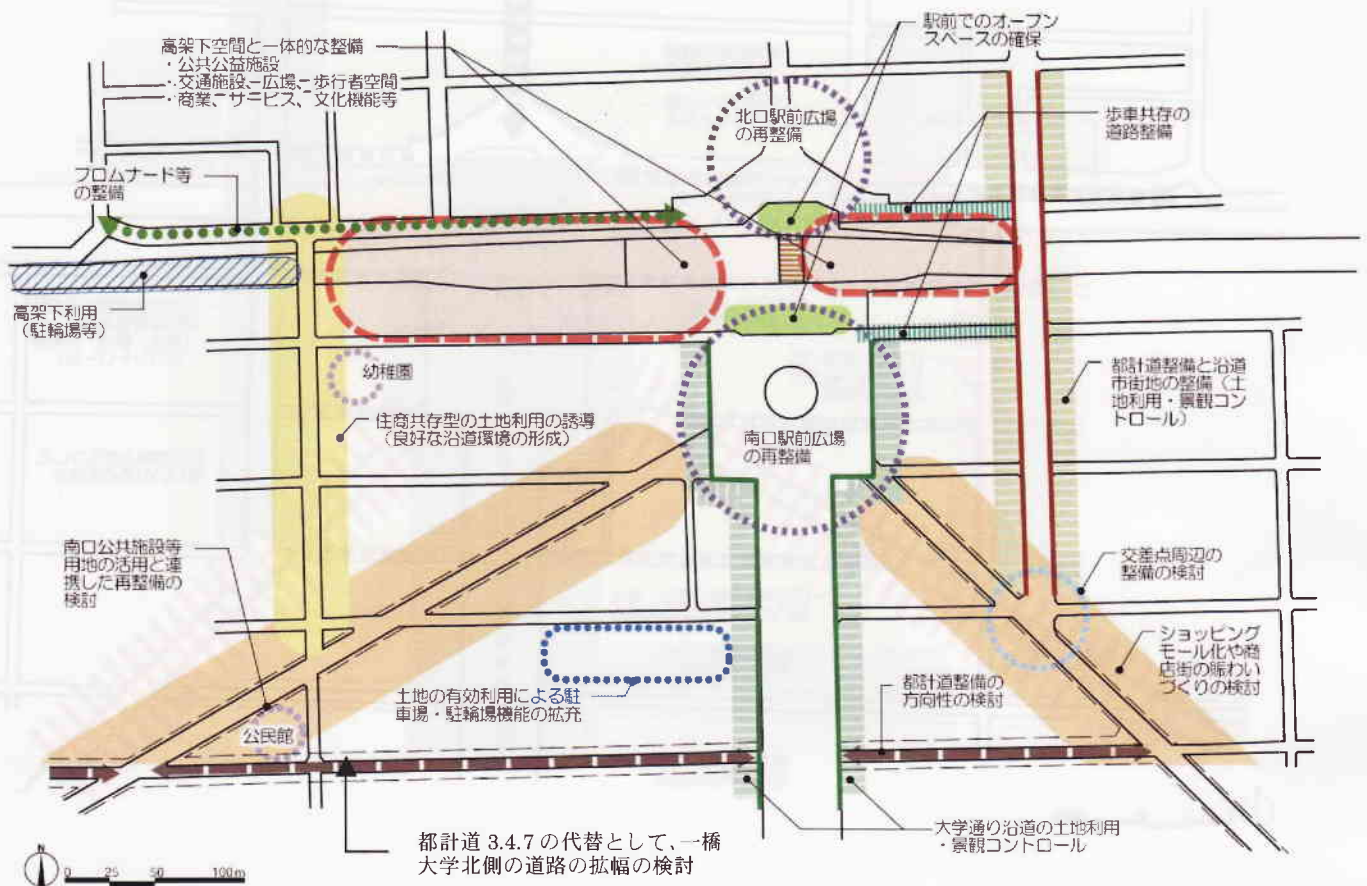 高架下空間と一体的な整備
・公共公益施設
・交通施設、広場、歩行者空間
・商業、サービス、文化機能等
駅前でのオープン
スペースの確保
北口駅前広場
の再整備
歩車共存の
道路整備
プロムナード等
の整備
高架下利用
(駐輪場等)
幼稚園
住商共存型の土地利用の誘導
(良好な沿道環境の形成)
南口駅前広場
の再整備
都計道整備と沿道
市街地の整備(土
地利用・景観コント
ロール)
南口公共施設等
用地の活用と連
携した再整備の
検討
交差点周辺の
整備の検討
ショッピング
モール化や商
店街の賑わい
づくりの検討
土地の有効利用による駐
車場・駐輪場機能の拡充
都計道整備の
方向性の検討
公民館
都計道 3.4.7 の代替として、一橋
大学北側の道路の拡幅の検討
大学通り沿道の土地利用
・景観コントロール
N
0 25 50 100m